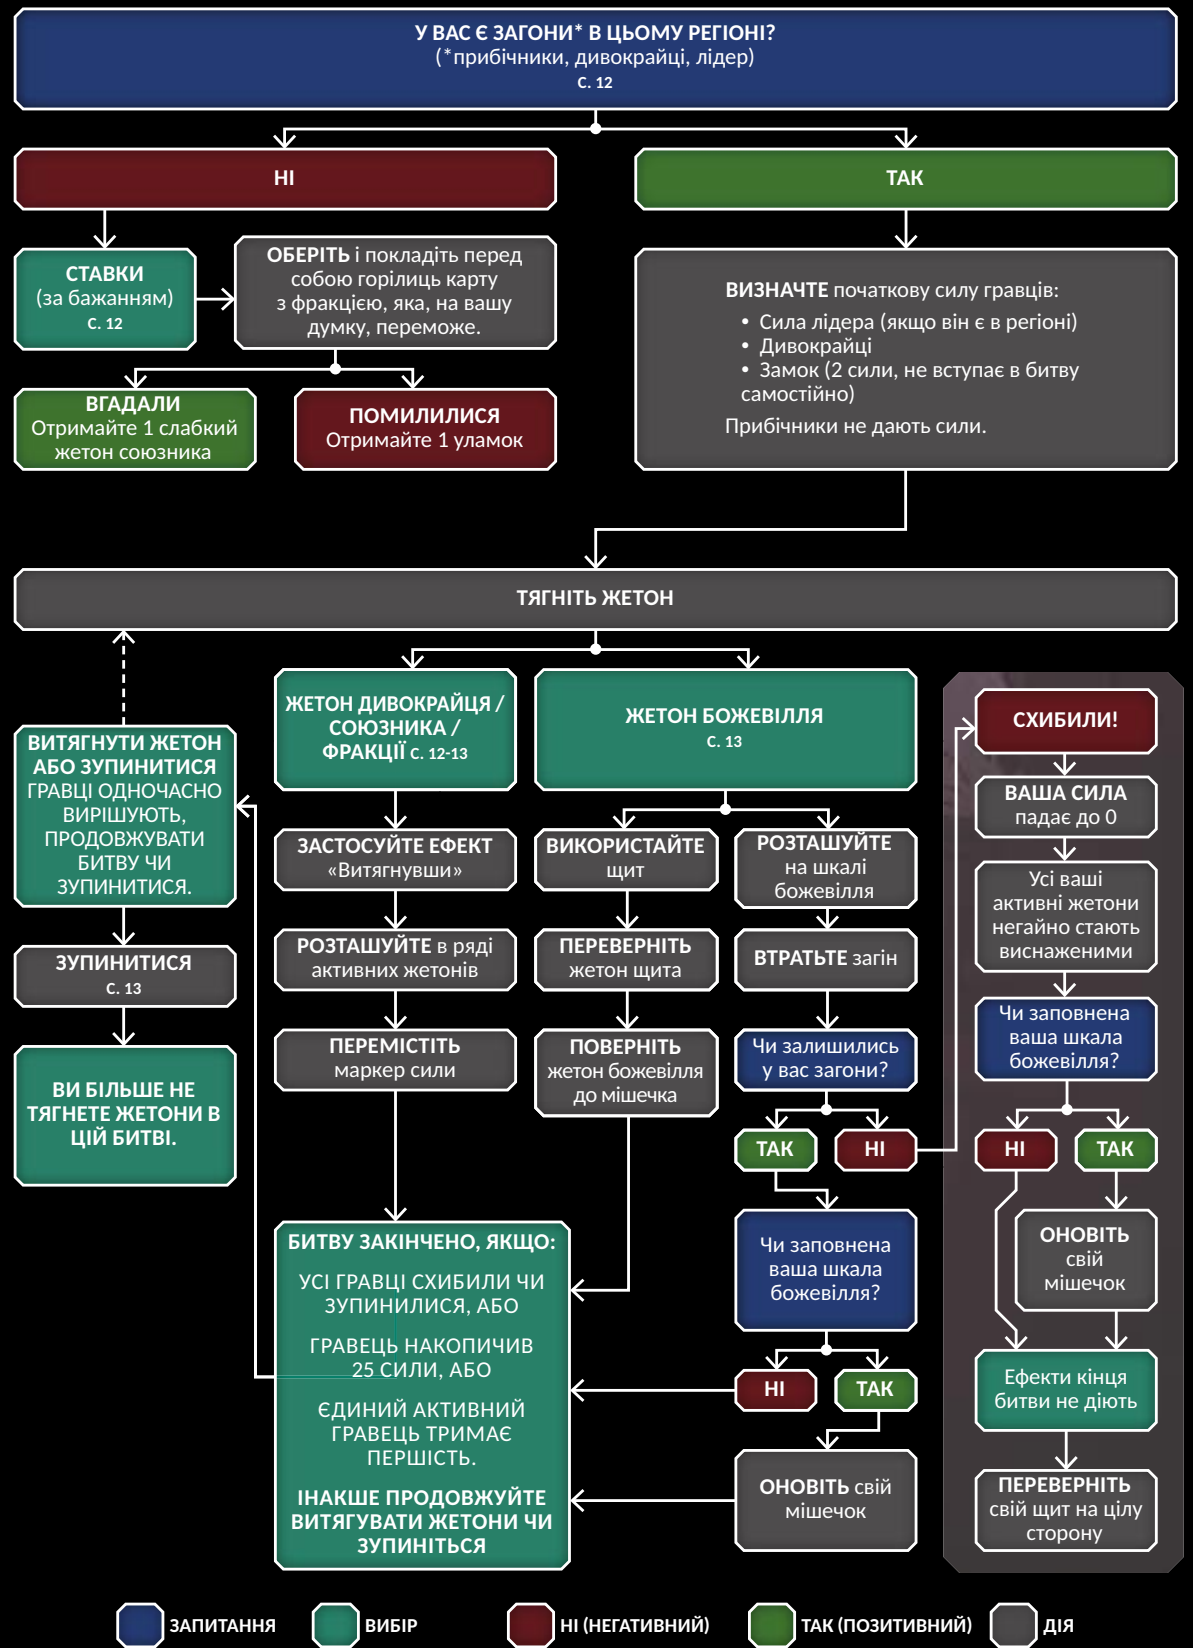 У ВАС Є ЗАГОНИ* В ЦЬОМУ РЕГІОНІ?
(*прибічники, дивокрайці, лідер)
С. 12
НІ
ТАК
СТАВКИ
(за бажанням)
С. 12
ОБЕРІТЬ і покладіть перед
собою горілиць карту
з фракцією, яка, на вашу
думку, переможе.
ВГАДАЛИ
Отримайте 1 слабкий
жетон союзника
ПОМИЛИЛИСЯ
Отримайте 1 уламок
ВИЗНАЧТЕ початкову силу гравців:
• Сила лідера (якщо він є в регіоні)
• Дивокрайці
• Замок (2 сили, не вступає в битву
самостійно)
Прибічники не дають сили.
ТЯГНІТЬ ЖЕТОН
ВИТЯГНУТИ ЖЕТОН
АБО ЗУПИНИТИСЯ
ГРАВЦІ ОДНОЧАСНО
ВИРІШУЮТЬ,
ПРОДОВЖУВАТИ
БИТВУ ЧИ
ЗУПИНИТИСЯ.
ЗУПИНИТИСЯ
С. 13
ВИ БІЛЬШЕ НЕ
ТЯГНЕТЕ ЖЕТОНИ В
ЦІЙ БИТВІ.
ЖЕТОН ДИВОКРАЙЦЯ /
СОЮЗНИКА /
ФРАКЦІЇ С. 12-13
ЗАСТОСУЙТЕ ЕФЕКТ
«Витягнувши»
РОЗТАШУЙТЕ в ряді
активних жетонів
ПЕРЕМІСТІТЬ
маркер сили
БИТВУ ЗАКІНЧЕНО, ЯКЩО:
УСІ ГРАВЦІ СХИБИЛИ ЧИ
ЗУПИНИЛИСЯ, АБО
ГРАВЕЦЬ НАКОПИЧИВ
25 СИЛИ, АБО
ЄДИНИЙ АКТИВНИЙ
ГРАВЕЦЬ ТРИМАЄ
ПЕРШІСТЬ.
ІНАКШЕ ПРОДОВЖУЙТЕ
ВИТЯГУВАТИ ЖЕТОНИ ЧИ
ЗУПИНІТЬСЯ
ЖЕТОН БОЖЕВІЛЛЯ
С. 13
ВИКОРИСТАЙТЕ
щит
ПЕРЕВЕРНІТЬ
жетон щита
ПОВЕРНІТЬ
жетон божевілля
до мішечка
РОЗТАШУЙТЕ
на шкалі
божевілля
ВТРАТЬТЕ загін
Чи залишились
у вас загони?
ТАК
НІ
Чи заповнена
ваша шкала
божевілля?
НІ
ТАК
ОНОВІТЬ свій
мішечок
СХИБИЛИ!
ВАША СИЛА
падає до 0
Усі ваші
активні жетони
негайно стають
виснаженими
Чи заповнена
ваша шкала
божевілля?
НІ
ТАК
ОНОВІТЬ
свій
мішечок
Ефекти кінця
битви не діють
ПЕРЕВЕРНІТЬ
свій щит на цілу
сторону
ЗАПИТАННЯ
ВИБІР
НІ (НЕГАТИВНИЙ)
ТАК (ПОЗИТИВНИЙ)
ДІЯ